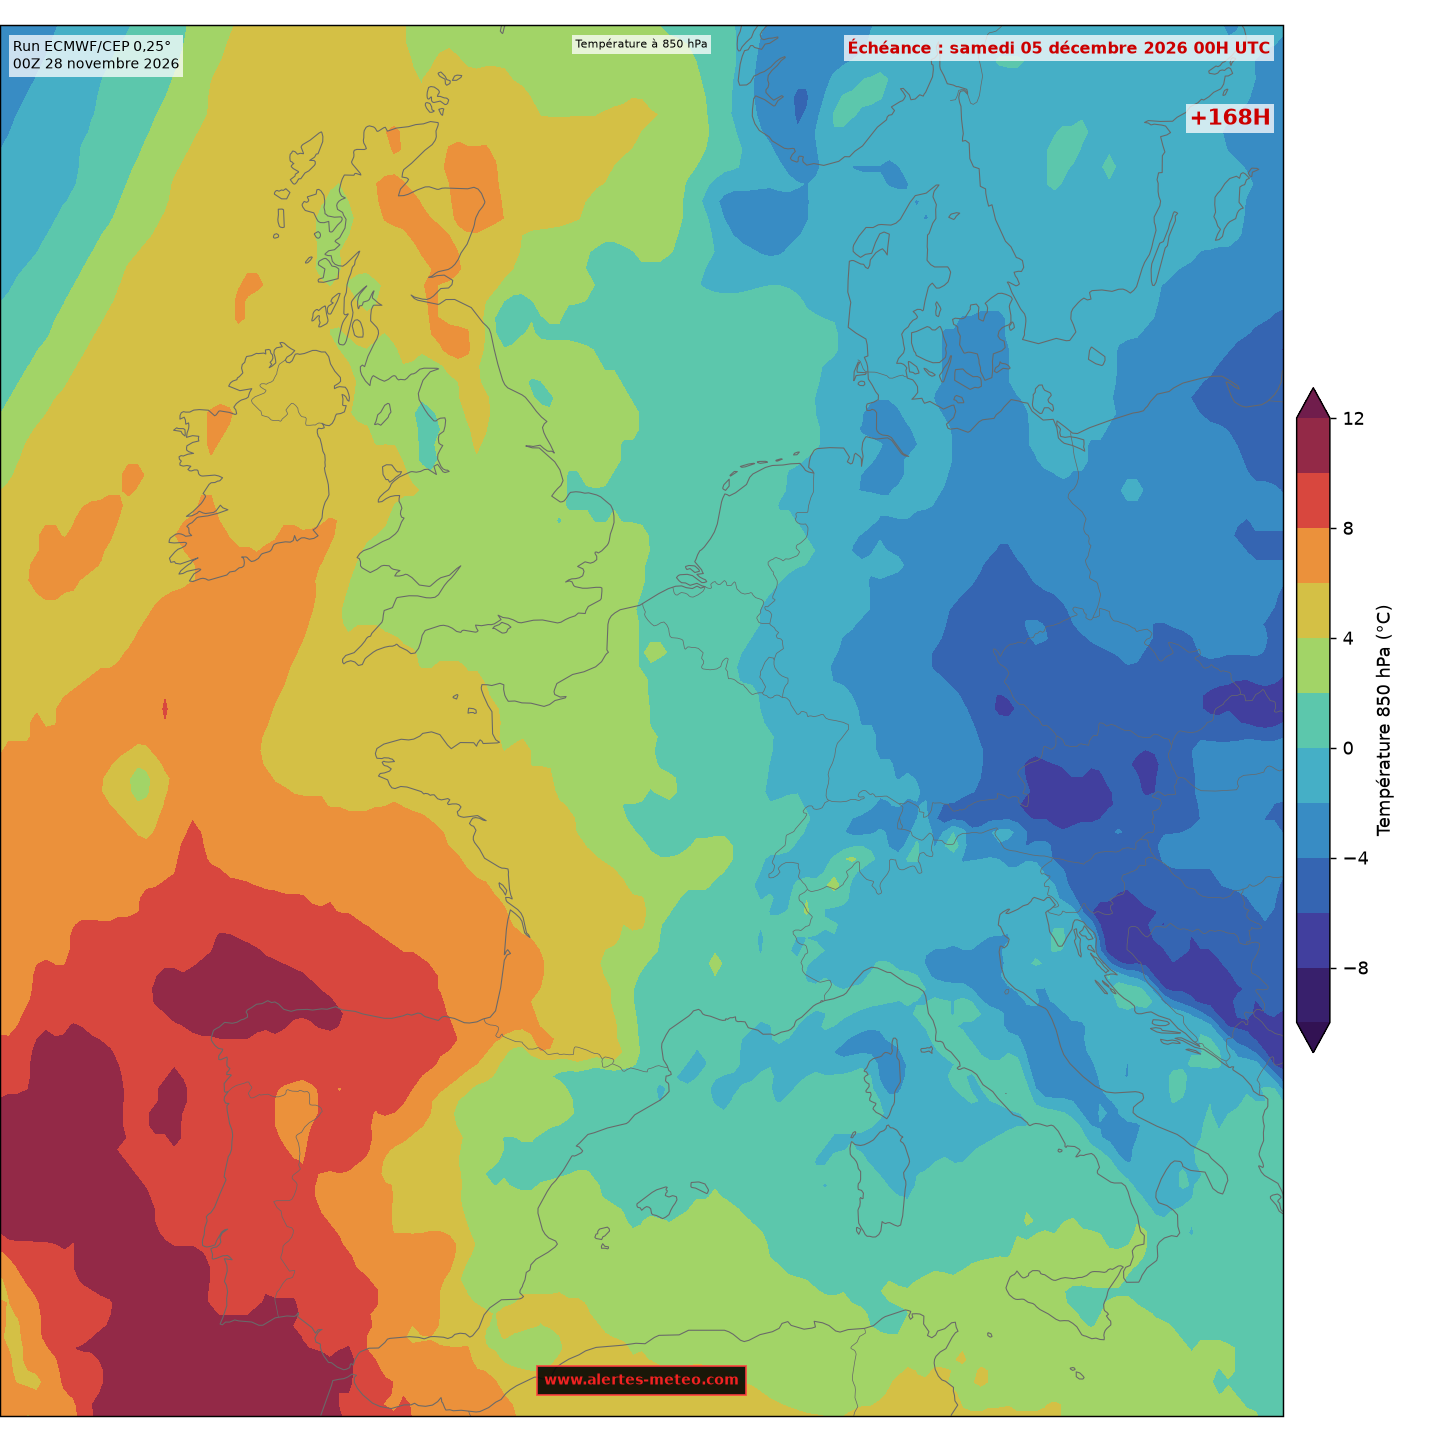 Run ECMWF/CEP 0,25°
00Z 28 novembre 2026
Température à 850 hPa
Échéance : samedi 05 décembre 2026 00H UTC
+168H
12
8
4
0
−4
−8
Température 850 hPa (°C)
www.alertes-meteo.com